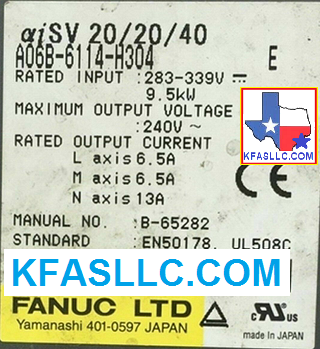 αiSV 20/20/40
A06B-6114-H304 E
RATED INPUT : 283-339V ⎓
9.5kW
MAXIMUM OUTPUT VOLTAGE
: 240V ~
RATED OUTPUT CURRENT
L axis 6.5A
M axis 6.5A
N axis 13A
KFASLLC.COM
CE
MANUAL NO. : B-65282
STANDARD : EN50178, UL508C
KFASLLC.COM
FANUC LTD
Yamanashi 401-0597 JAPAN
c UR US
made in JAPAN